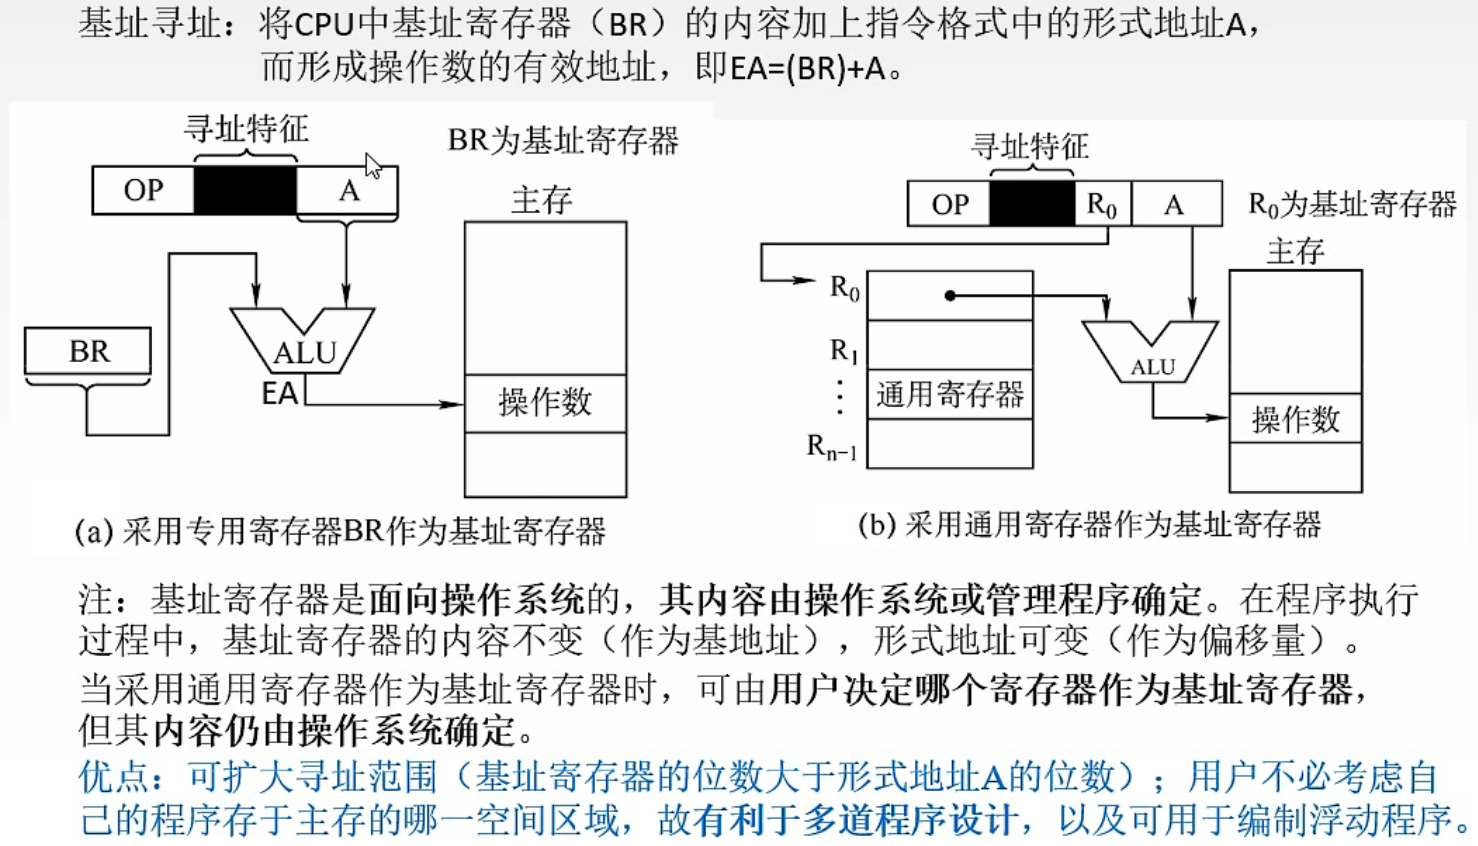 基址寻址：将CPU中基址寄存器（BR）的内容加上指令格式中的形式地址A，
而形成操作数的有效地址，即EA=(BR)+A。
寻址特征
BR为基址寄存器
OP
A
主存
BR
ALU
EA
操作数
(a) 采用专用寄存器BR作为基址寄存器
寻址特征
OP
R₀
A
R₀为基址寄存器
主存
R₀
R₁
⋮
Rₙ₋₁
通用寄存器
ALU
操作数
(b) 采用通用寄存器作为基址寄存器
注：基址寄存器是面向操作系统的，其内容由操作系统或管理程序确定。在程序执行
过程中，基址寄存器的内容不变（作为基地址），形式地址可变（作为偏移量）。
当采用通用寄存器作为基址寄存器时，可由用户决定哪个寄存器作为基址寄存器，
但其内容仍由操作系统确定。
优点：可扩大寻址范围（基址寄存器的位数大于形式地址A的位数）；用户不必考虑自
己的程序存于主存的哪一空间区域，故有利于多道程序设计，以及可用于编制浮动程序。